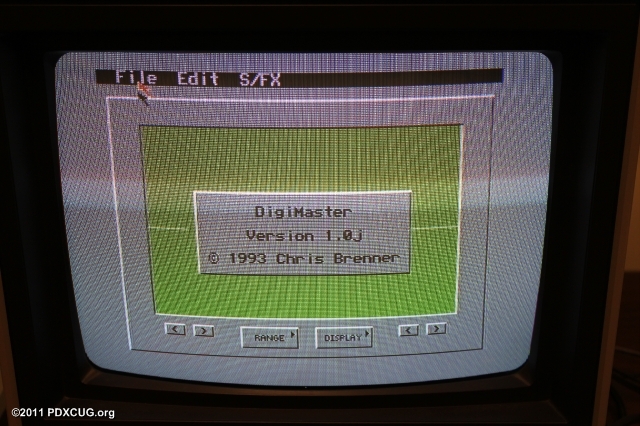 File Edit S/FX
DigiMaster
Version 1.0j
© 1993 Chris Brenner
< > RANGE DISPLAY < >
©2011 PDXCUG.org